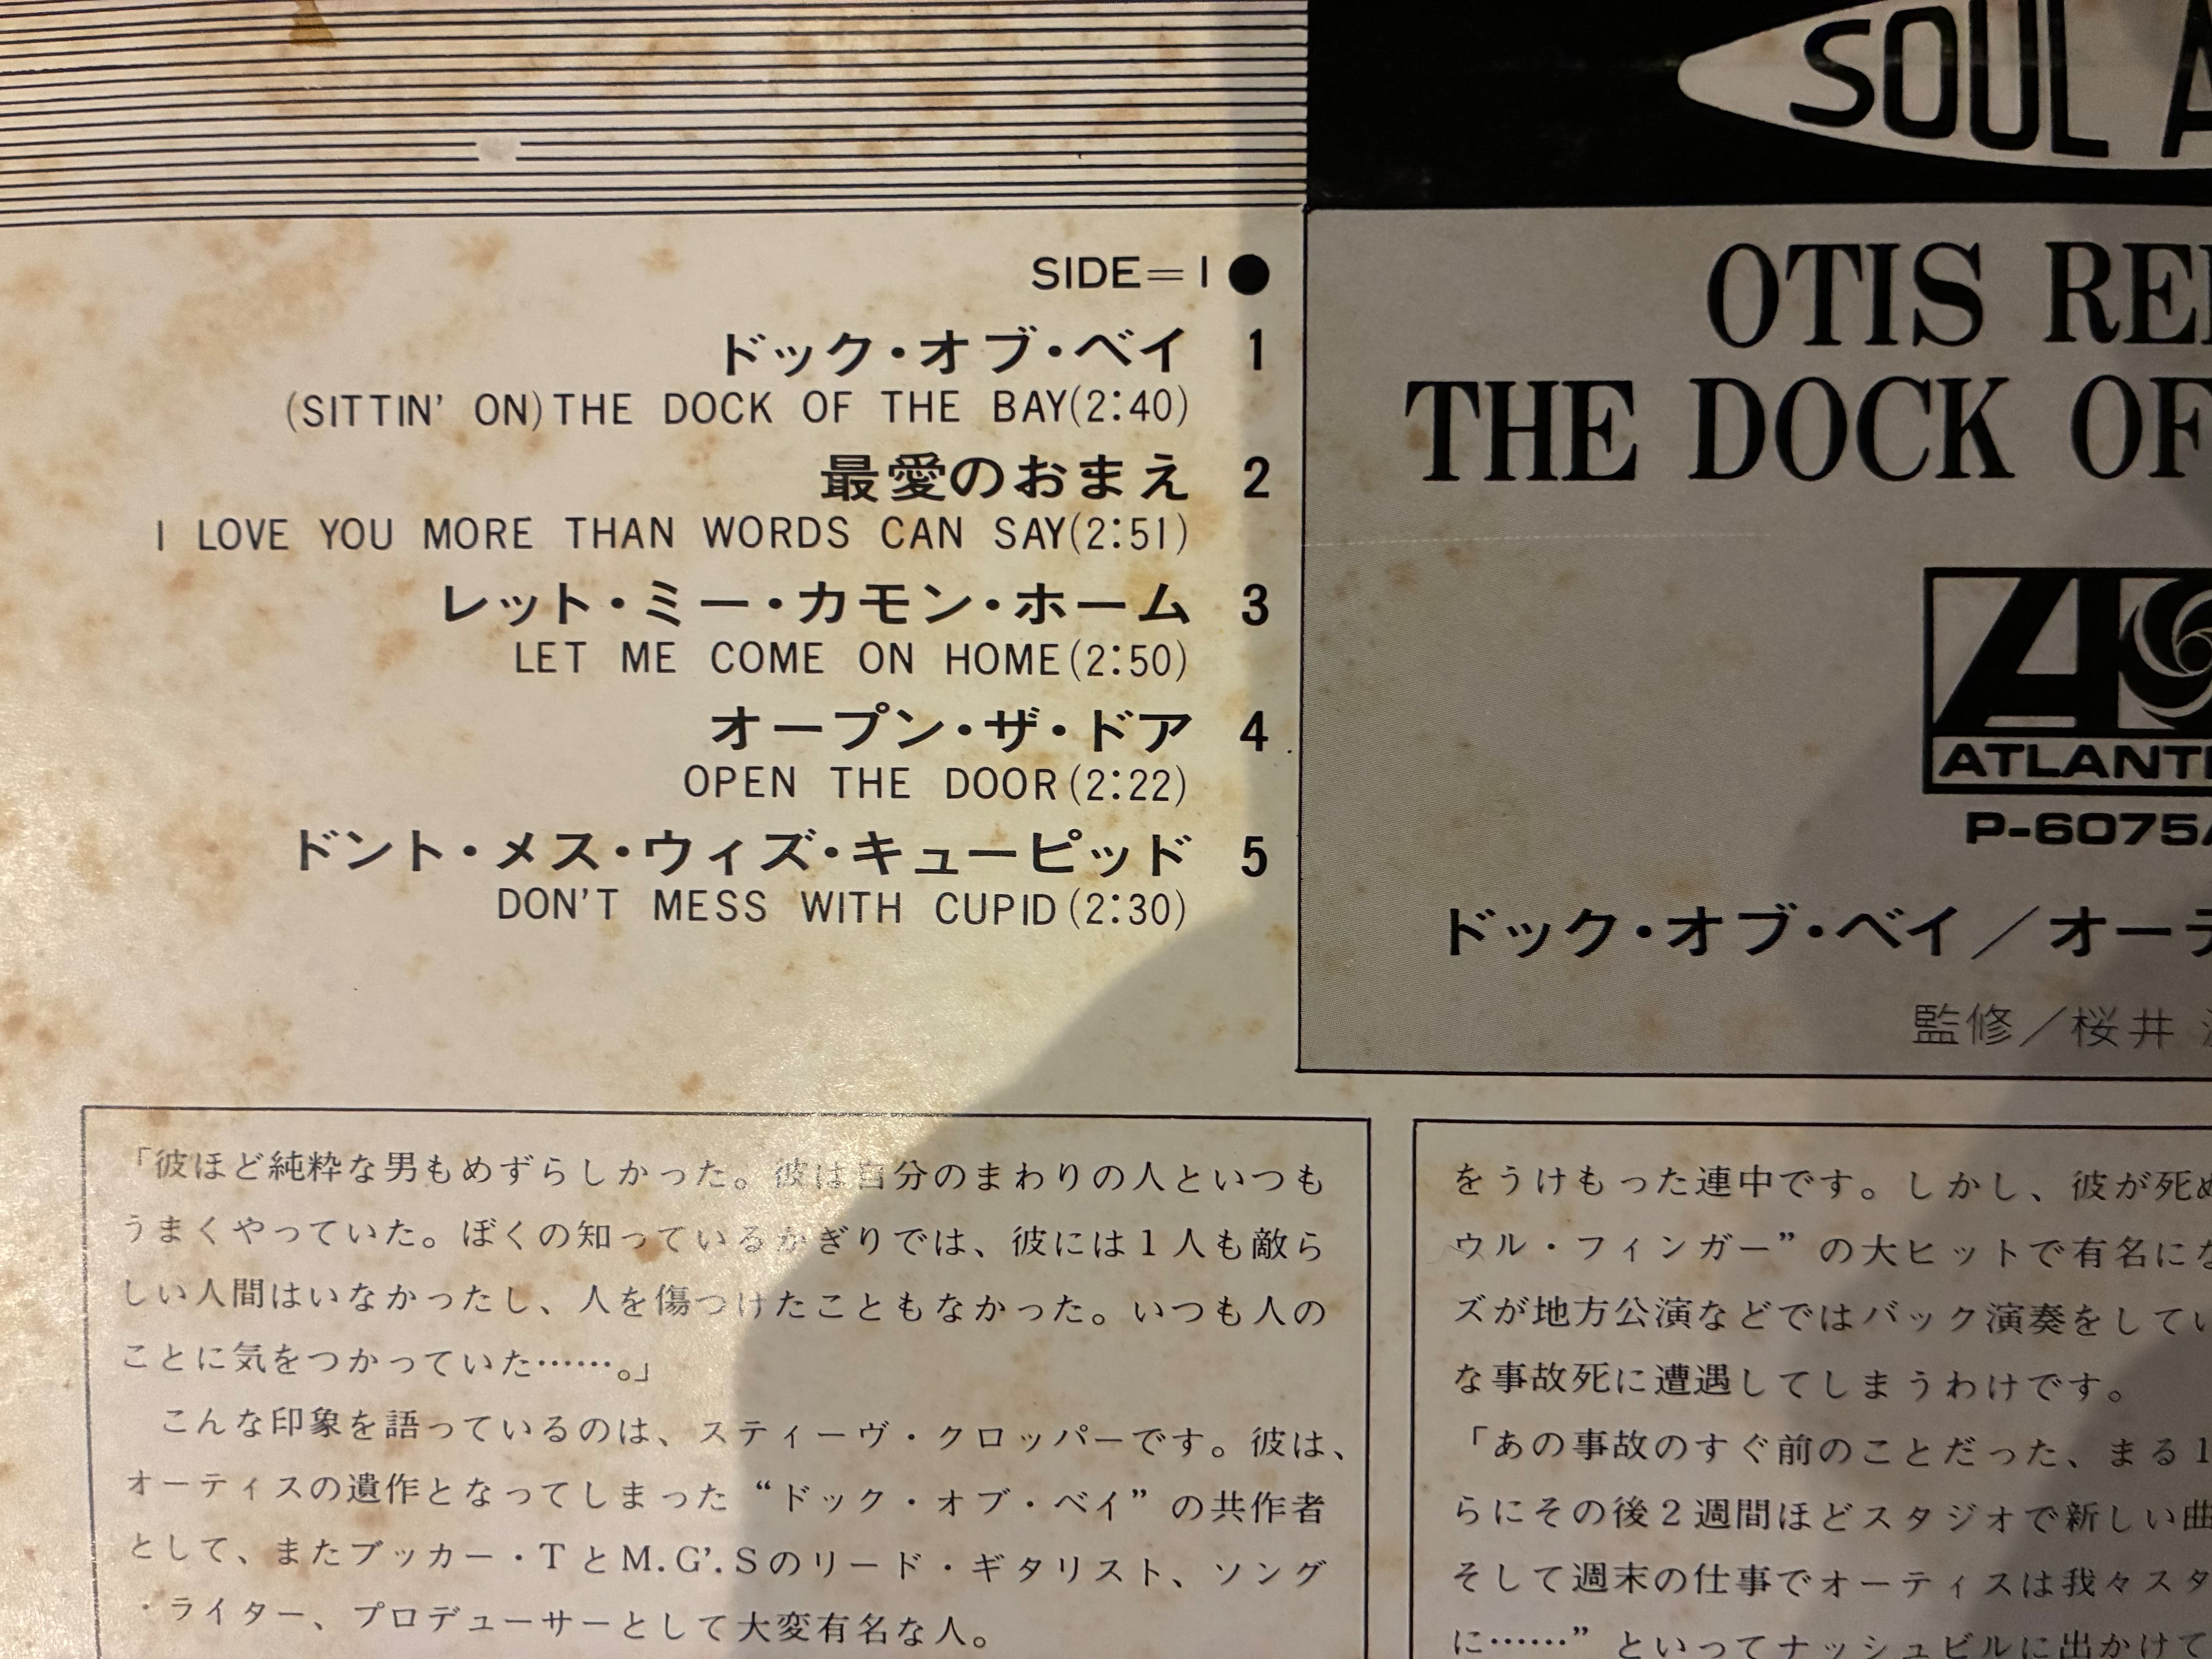 SOUL
SIDE=1●
ドック・オブ・ベイ 1
(SITTIN' ON)THE DOCK OF THE BAY(2:40)
最愛のおまえ 2
I LOVE YOU MORE THAN WORDS CAN SAY(2:51)
レット・ミー・カモン・ホーム 3
LET ME COME ON HOME(2:50)
オープン・ザ・ドア 4
OPEN THE DOOR(2:22)
ドント・メス・ウィズ・キューピッド 5
DON'T MESS WITH CUPID(2:30)
OTIS
THE DOCK OF
ATLANTI
P-6075
ドック・オブ・ベイ／オーテ
監修／桜井
「彼ほど純粋な男もめずらしかった。彼は自分のまわりの人といつも
うまくやっていた。ぼくの知っているかぎりでは、彼には1人も敵ら
しい人間はいなかったし、人を傷つけたこともなかった。いつも人の
ことに気をつかっていた……。」
こんな印象を語っているのは、スティーヴ・クロッパーです。彼は、
オーティスの遺作となってしまった“ドック・オブ・ベイ”の共作者
として、またブッカー・TとM.G'.Sのリード・ギタリスト、ソング
・ライター、プロデューサーとして大変有名な人。
をうけもった連中です。しかし、彼が死
ウル・フィンガー”の大ヒットで有名にな
ズが地方公演などではバック演奏をしてい
な事故死に遭遇してしまうわけです。
「あの事故のすぐ前のことだった、まる1
らにその後2週間ほどスタジオで新しい曲
そして週末の仕事でオーティスは我々スタ
に……”といってナッシュビルに出かけて